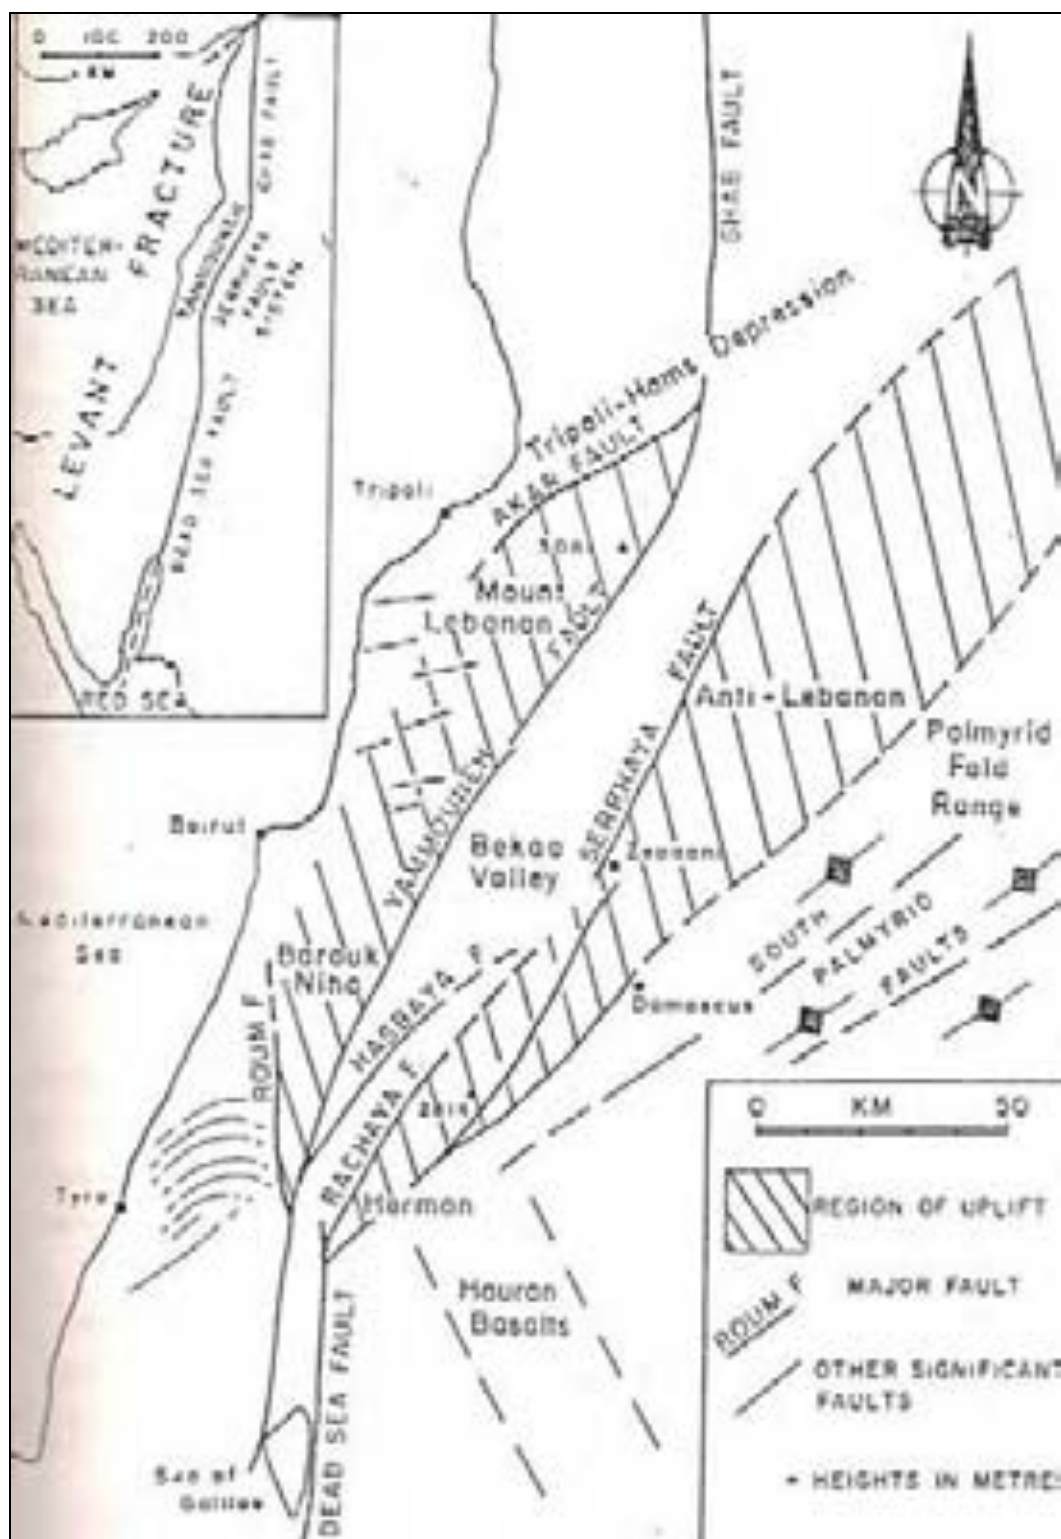 0 100 200
KM
LEVANT FRACTURE
GHAB FAULT
MEDITER-
RANEAN
SEA
FAULT
DEAD SEA FAULT
RED SEA
GHAB FAULT
N
Tripoli-Homs Depression
AKAR FAULT
Tripoli
Mount
Lebanon
YAMMOUNEH FAULT
SERGHAYA FAULT
Anti-Lebanon
Palmyrid
Fold
Range
Beirut
Bekaa
Valley
Zebdani
Mediterranean
Sea
SOUTH
PALMYRID
FAULTS
Barouk
Niha
Damascus
ROUM F
HASBAYA F
RACHAYA F
2814
Tyre
Hermon
Hauran
Basalts
DEAD SEA FAULT
Sea of
Galilee
0 KM 50
REGION OF UPLIFT
ROUM F MAJOR FAULT
OTHER SIGNIFICANT
FAULTS
HEIGHTS IN METRES